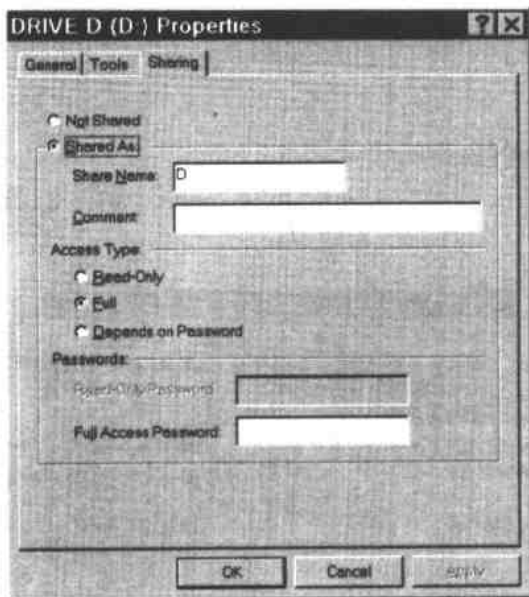 DRIVE D (D:) Properties
General Tools Sharing
Not Shared
Shared As:
Share Name: D
Comment:
Access Type:
Read-Only
Full
Depends on Password
Passwords:
Read-Only Password:
Full Access Password:
OK Cancel Apply